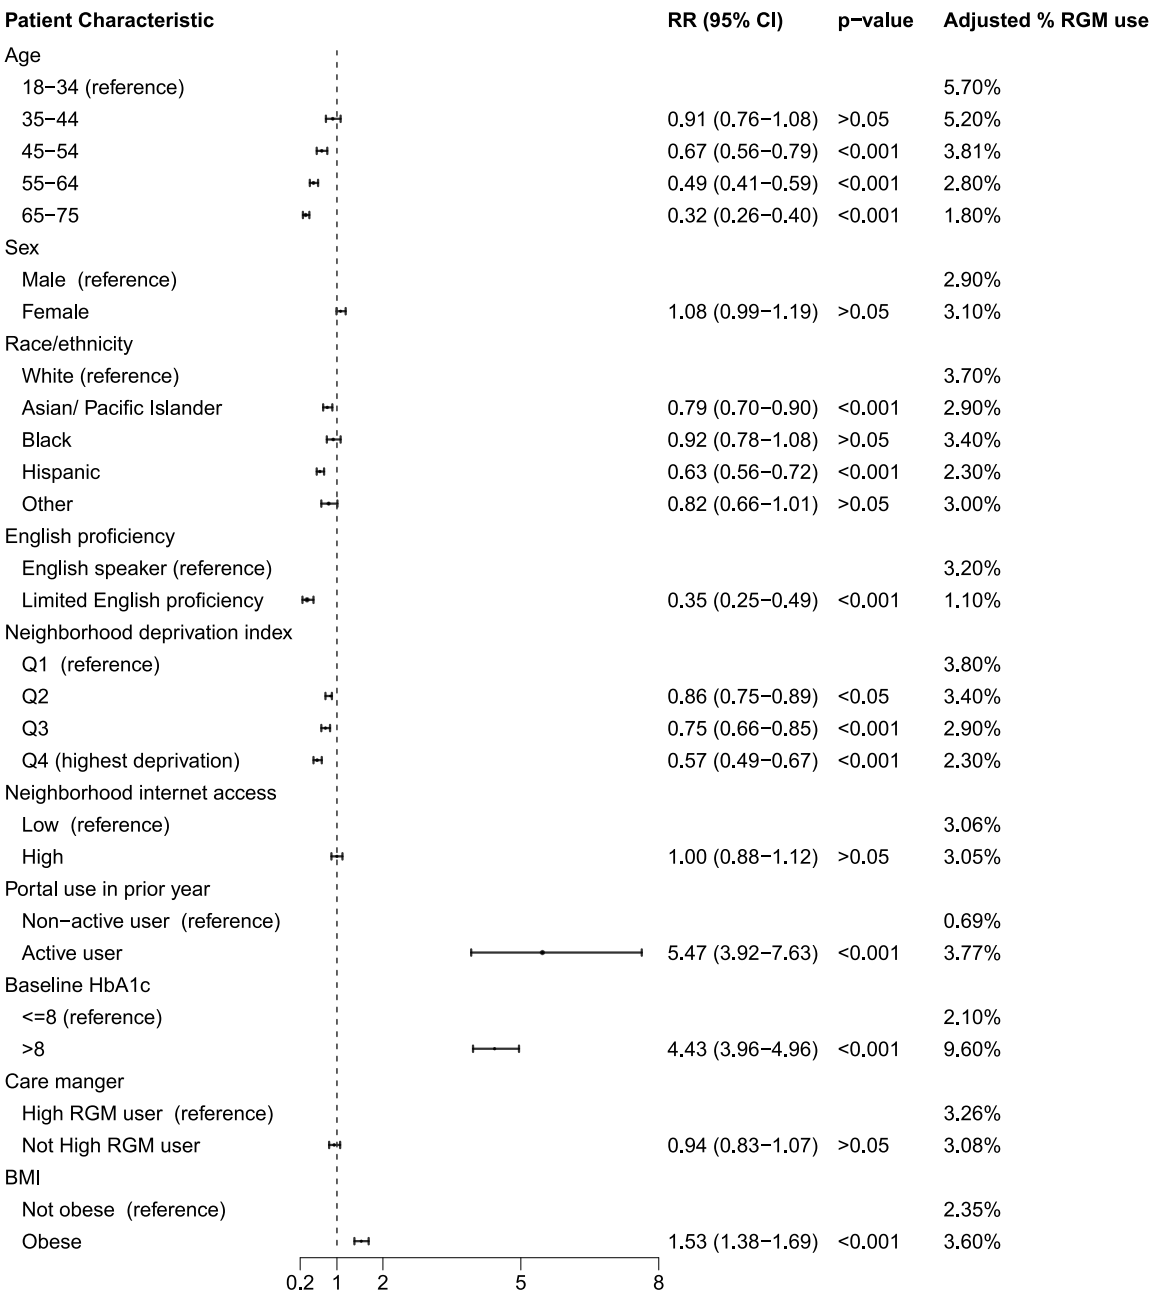 Patient Characteristic RR (95% CI) p−value Adjusted % RGM use
Age
18−34 (reference) 5.70%
35−44 0.91 (0.76−1.08) >0.05 5.20%
45−54 0.67 (0.56−0.79) <0.001 3.81%
55−64 0.49 (0.41−0.59) <0.001 2.80%
65−75 0.32 (0.26−0.40) <0.001 1.80%
Sex
Male (reference) 2.90%
Female 1.08 (0.99−1.19) >0.05 3.10%
Race/ethnicity
White (reference) 3.70%
Asian/ Pacific Islander 0.79 (0.70−0.90) <0.001 2.90%
Black 0.92 (0.78−1.08) >0.05 3.40%
Hispanic 0.63 (0.56−0.72) <0.001 2.30%
Other 0.82 (0.66−1.01) >0.05 3.00%
English proficiency
English speaker (reference) 3.20%
Limited English proficiency 0.35 (0.25−0.49) <0.001 1.10%
Neighborhood deprivation index
Q1 (reference) 3.80%
Q2 0.86 (0.75−0.89) <0.05 3.40%
Q3 0.75 (0.66−0.85) <0.001 2.90%
Q4 (highest deprivation) 0.57 (0.49−0.67) <0.001 2.30%
Neighborhood internet access
Low (reference) 3.06%
High 1.00 (0.88−1.12) >0.05 3.05%
Portal use in prior year
Non−active user (reference) 0.69%
Active user 5.47 (3.92−7.63) <0.001 3.77%
Baseline HbA1c
<=8 (reference) 2.10%
>8 4.43 (3.96−4.96) <0.001 9.60%
Care manger
High RGM user (reference) 3.26%
Not High RGM user 0.94 (0.83−1.07) >0.05 3.08%
BMI
Not obese (reference) 2.35%
Obese 1.53 (1.38−1.69) <0.001 3.60%
0.2 1 2 5 8